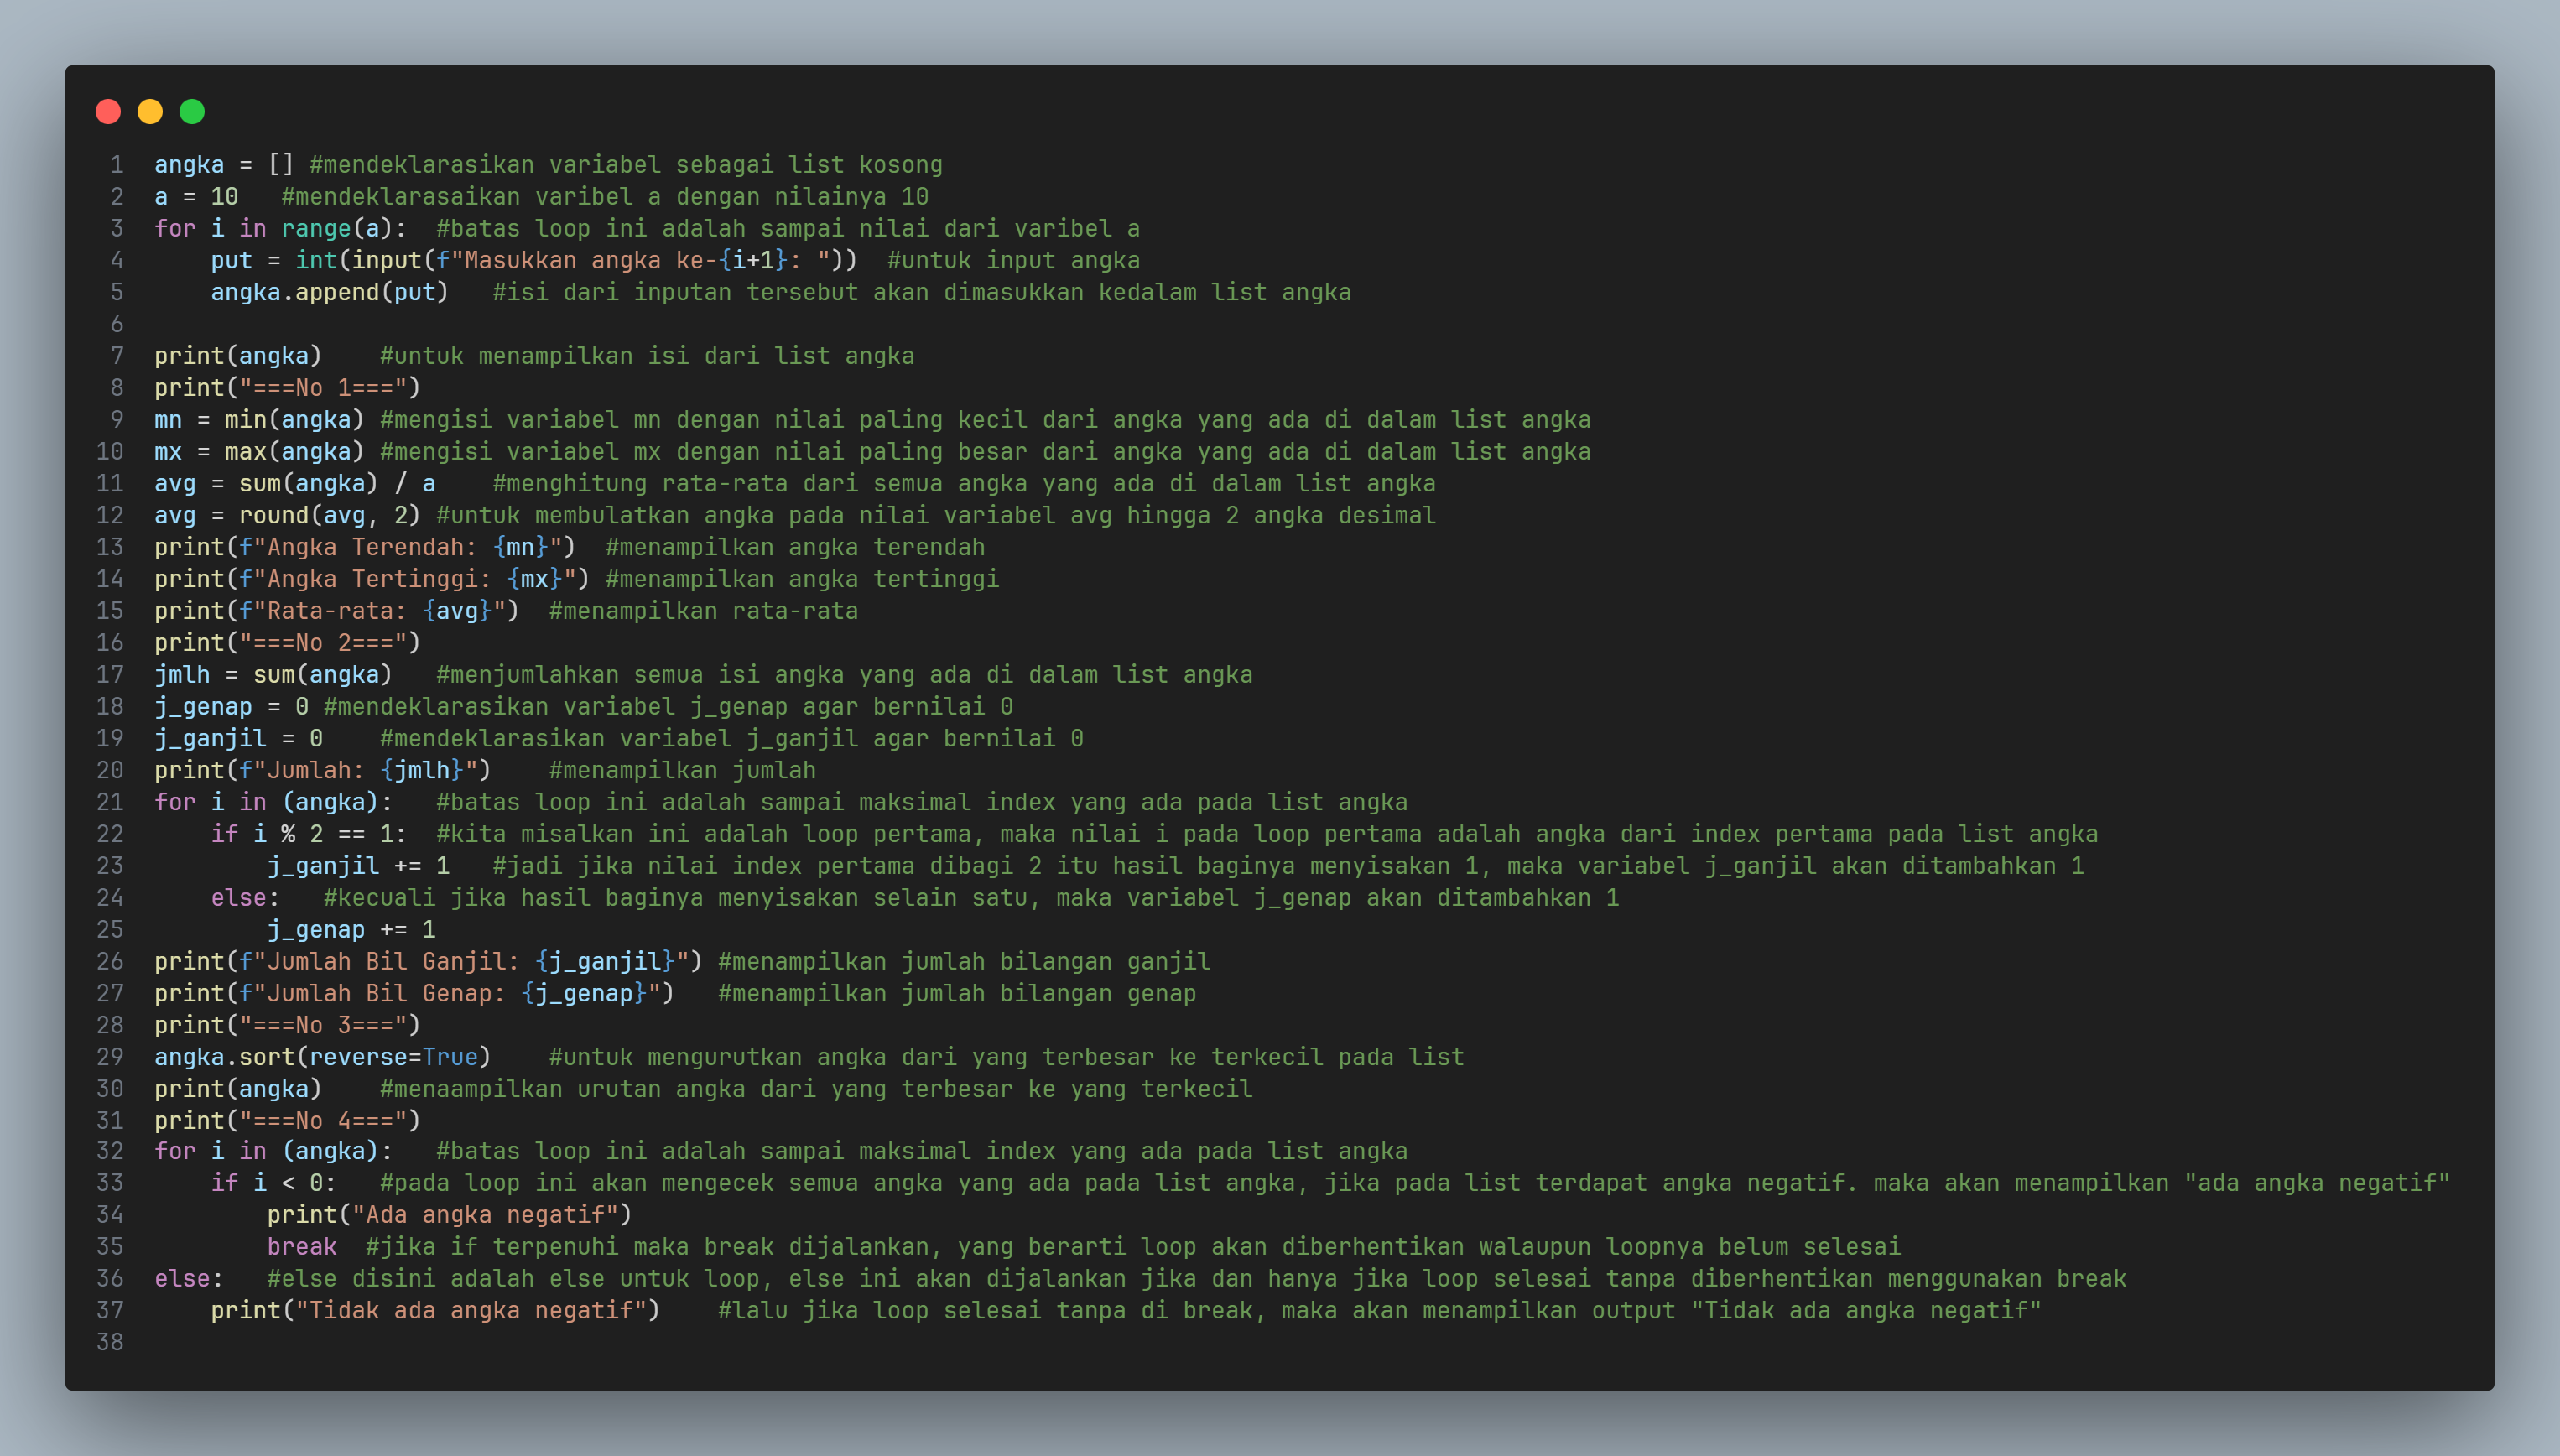 1 angka = [] #mendeklarasikan variabel sebagai list kosong
2 a = 10   #mendeklarasaikan varibel a dengan nilainya 10
3 for i in range(a):  #batas loop ini adalah sampai nilai dari varibel a
4     put = int(input(f"Masukkan angka ke-{i+1}: "))  #untuk input angka
5     angka.append(put)   #isi dari inputan tersebut akan dimasukkan kedalam list angka
6
7 print(angka)    #untuk menampilkan isi dari list angka
8 print("===No 1===")
9 mn = min(angka) #mengisi variabel mn dengan nilai paling kecil dari angka yang ada di dalam list angka
10 mx = max(angka) #mengisi variabel mx dengan nilai paling besar dari angka yang ada di dalam list angka
11 avg = sum(angka) / a    #menghitung rata-rata dari semua angka yang ada di dalam list angka
12 avg = round(avg, 2) #untuk membulatkan angka pada nilai variabel avg hingga 2 angka desimal
13 print(f"Angka Terendah: {mn}")  #menampilkan angka terendah
14 print(f"Angka Tertinggi: {mx}") #menampilkan angka tertinggi
15 print(f"Rata-rata: {avg}")  #menampilkan rata-rata
16 print("===No 2===")
17 jmlh = sum(angka)   #menjumlahkan semua isi angka yang ada di dalam list angka
18 j_genap = 0 #mendeklarasikan variabel j_genap agar bernilai 0
19 j_ganjil = 0    #mendeklarasikan variabel j_ganjil agar bernilai 0
20 print(f"Jumlah: {jmlh}")    #menampilkan jumlah
21 for i in (angka):   #batas loop ini adalah sampai maksimal index yang ada pada list angka
22     if i % 2 == 1:  #kita misalkan ini adalah loop pertama, maka nilai i pada loop pertama adalah angka dari index pertama pada list angka
23         j_ganjil += 1   #jadi jika nilai index pertama dibagi 2 itu hasil baginya menyisakan 1, maka variabel j_ganjil akan ditambahkan 1
24     else:   #kecuali jika hasil baginya menyisakan selain satu, maka variabel j_genap akan ditambahkan 1
25         j_genap += 1
26 print(f"Jumlah Bil Ganjil: {j_ganjil}") #menampilkan jumlah bilangan ganjil
27 print(f"Jumlah Bil Genap: {j_genap}")   #menampilkan jumlah bilangan genap
28 print("===No 3===")
29 angka.sort(reverse=True)    #untuk mengurutkan angka dari yang terbesar ke terkecil pada list
30 print(angka)    #menaampilkan urutan angka dari yang terbesar ke yang terkecil
31 print("===No 4===")
32 for i in (angka):   #batas loop ini adalah sampai maksimal index yang ada pada list angka
33     if i < 0:   #pada loop ini akan mengecek semua angka yang ada pada list angka, jika pada list terdapat angka negatif. maka akan menampilkan "ada angka negatif"
34         print("Ada angka negatif")
35         break  #jika if terpenuhi maka break dijalankan, yang berarti loop akan diberhentikan walaupun loopnya belum selesai
36 else:   #else disini adalah else untuk loop, else ini akan dijalankan jika dan hanya jika loop selesai tanpa diberhentikan menggunakan break
37     print("Tidak ada angka negatif")    #lalu jika loop selesai tanpa di break, maka akan menampilkan output "Tidak ada angka negatif"
38